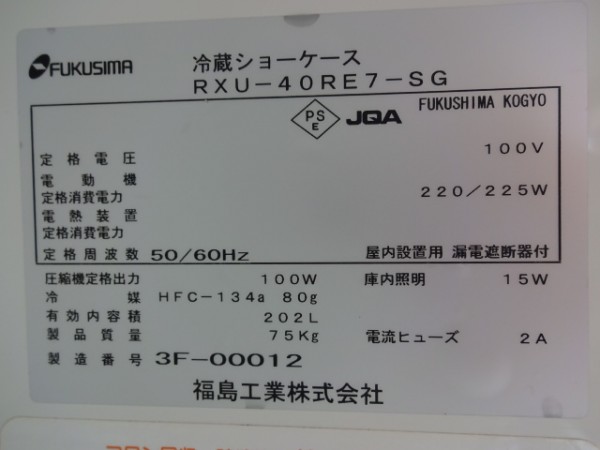 FUKUSIMA
冷蔵ショーケース
RXU-40RE7-SG
PS
E
JQA
FUKUSHIMA KOGYO
定格電圧 100V
電動機
定格消費電力 220/225W
電熱装置
定格消費電力
定格周波数 50/60Hz 屋内設置用 漏電遮断器付
圧縮機定格出力 100W 庫内照明 15W
冷媒 HFC-134a 80g
有効内容積 202L
製品質量 75Kg 電流ヒューズ 2A
製造番号 3F-00012
福島工業株式会社